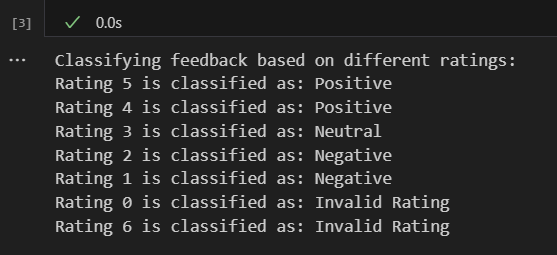 [3]
✓ 0.0s
... Classifying feedback based on different ratings:
Rating 5 is classified as: Positive
Rating 4 is classified as: Positive
Rating 3 is classified as: Neutral
Rating 2 is classified as: Negative
Rating 1 is classified as: Negative
Rating 0 is classified as: Invalid Rating
Rating 6 is classified as: Invalid Rating